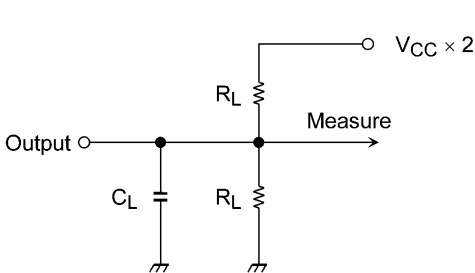 V_CC × 2
R_L
Measure
Output
C_L
R_L